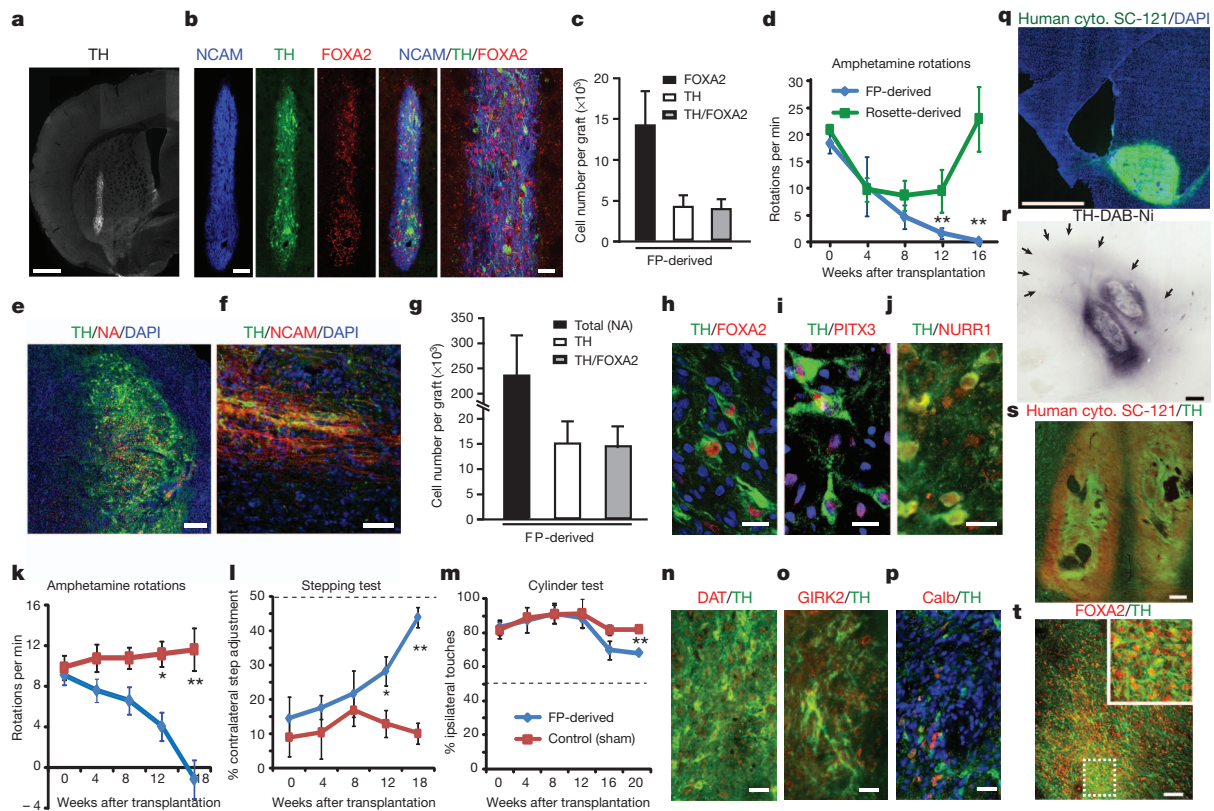 a
TH
b
NCAM
TH
FOXA2
NCAM/TH/FOXA2
c
Cell number per graft (×10³)
20
15
10
5
0
FOXA2
TH
TH/FOXA2
FP-derived
d
Amphetamine rotations
FP-derived
Rosette-derived
Rotations per min
30
25
20
15
10
5
0
** **
0 4 8 12 16
Weeks after transplantation
q
Human cyto. SC-121/DAPI
r
TH-DAB-Ni
e
TH/NA/DAPI
f
TH/NCAM/DAPI
g
Cell number per graft (×10³)
350
300
250
200
20
15
10
5
0
Total (NA)
TH
TH/FOXA2
FP-derived
h
TH/FOXA2
i
TH/PITX3
j
TH/NURR1
s
Human cyto. SC-121/TH
k
Amphetamine rotations
Rotations per min
16
12
8
4
0
– 4
* **
0 4 8 12 18
Weeks after transplantation
l
Stepping test
% contralateral step adjustment
50
40
30
20
10
0
* **
0 4 8 12 18
Weeks after transplantation
m
Cylinder test
% ipsilateral touches
100
80
60
40
20
0
**
FP-derived
Control (sham)
0 4 8 12 16 20
Weeks after transplantation
n
DAT/TH
o
GIRK2/TH
p
Calb/TH
t
FOXA2/TH